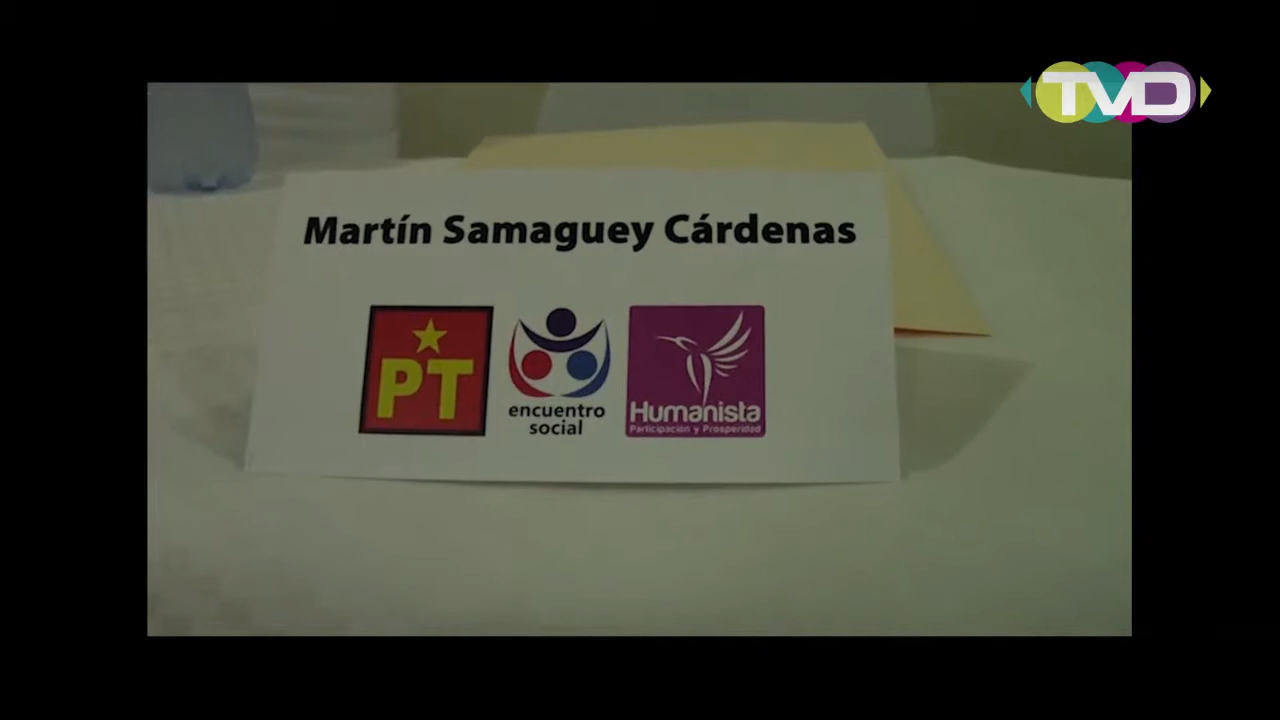 TVD
Martín Samaguey Cárdenas
PT
encuentro
social
Humanista
Participación y Prosperidad